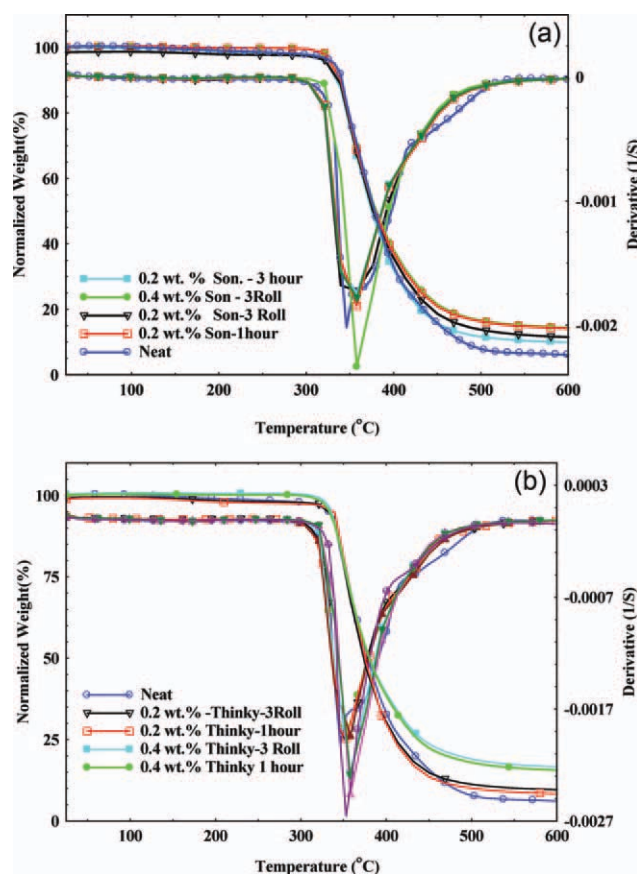 (a)
100
80
60
40
20
0
0
-0.001
-0.002
Normalized Weight(%)
Derivative (1/S)
0.2 wt. % Son. - 3 hour
0.4 wt.% Son - 3Roll
0.2 wt.% Son-3 Roll
0.2 wt.% Son-1hour
Neat
100 200 300 400 500 600
Temperature (°C)
(b)
100
75
50
25
0
0.0003
-0.0007
-0.0017
-0.0027
Normalized Weight(%)
Derivative (1/S)
Neat
0.2 wt.% -Thinky-3Roll
0.2 wt.% Thinky-1hour
0.4 wt.% Thinky-3 Roll
0.4 wt.% Thinky 1 hour
100 200 300 400 500 600
Temperature (°C)